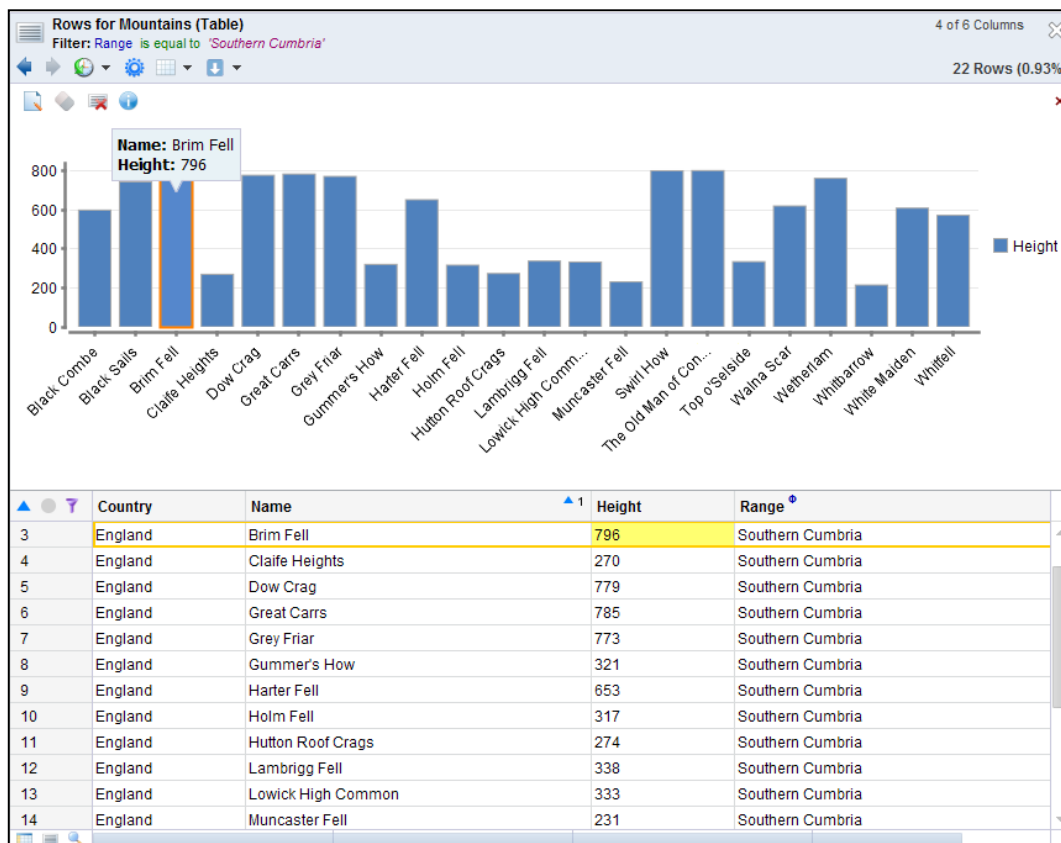 Rows for Mountains (Table)
4 of 6 Columns
Filter: Range is equal to 'Southern Cumbria'
22 Rows (0.93%
Name: Brim Fell
Height: 796
800
600
400
200
0
Height
Black Combe
Black Sails
Brim Fell
Claife Heights
Dow Crag
Great Carrs
Grey Friar
Gummer's How
Harter Fell
Holm Fell
Hutton Roof Crags
Lambrigg Fell
Lowick High Comm...
Muncaster Fell
Swirl How
The Old Man of Con...
Top o'Selside
Walna Scar
Wetherlam
Whitbarrow
White Maiden
Whitfell
Country Name 1 Height Range Φ
3 England Brim Fell 796 Southern Cumbria
4 England Claife Heights 270 Southern Cumbria
5 England Dow Crag 779 Southern Cumbria
6 England Great Carrs 785 Southern Cumbria
7 England Grey Friar 773 Southern Cumbria
8 England Gummer's How 321 Southern Cumbria
9 England Harter Fell 653 Southern Cumbria
10 England Holm Fell 317 Southern Cumbria
11 England Hutton Roof Crags 274 Southern Cumbria
12 England Lambrigg Fell 338 Southern Cumbria
13 England Lowick High Common 333 Southern Cumbria
14 England Muncaster Fell 231 Southern Cumbria